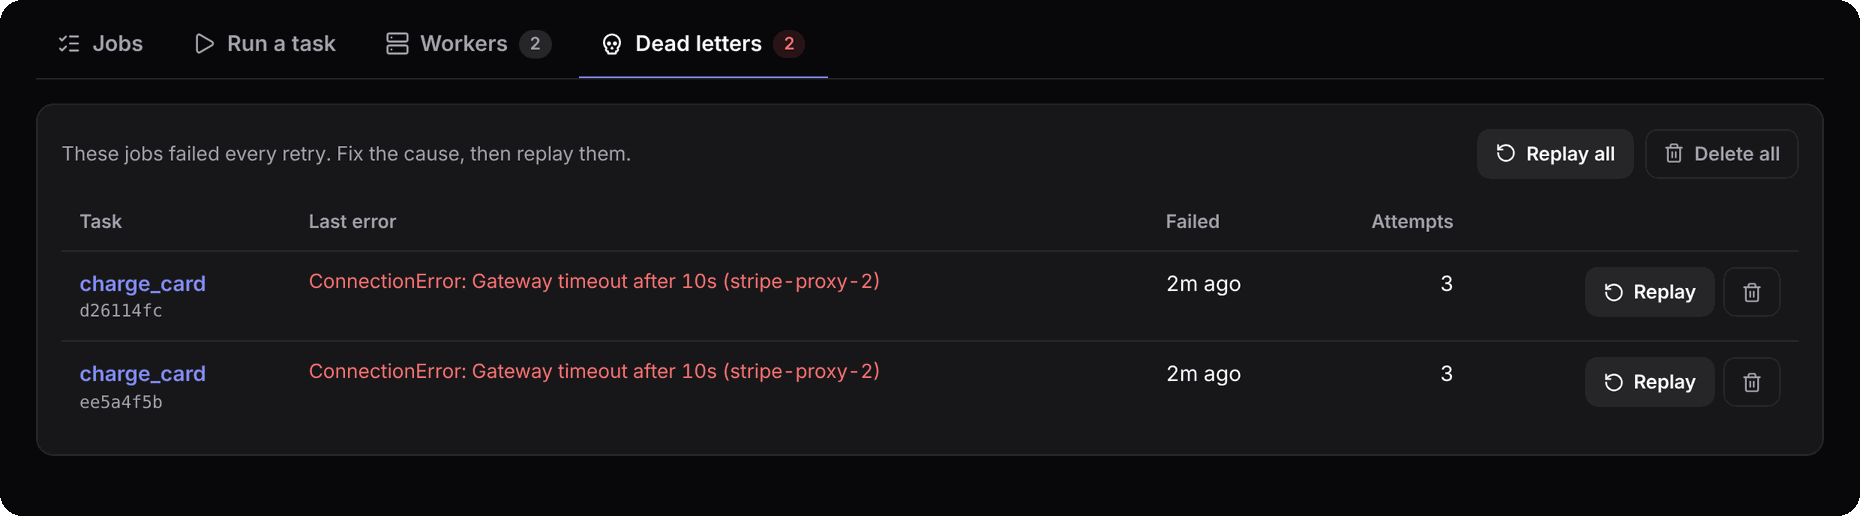 Jobs Run a task Workers 2 Dead letters 2
These jobs failed every retry. Fix the cause, then replay them. Replay all Delete all
Task Last error Failed Attempts
charge_card ConnectionError: Gateway timeout after 10s (stripe-proxy-2) 2m ago 3 Replay
d26114fc
charge_card ConnectionError: Gateway timeout after 10s (stripe-proxy-2) 2m ago 3 Replay
ee5a4f5b